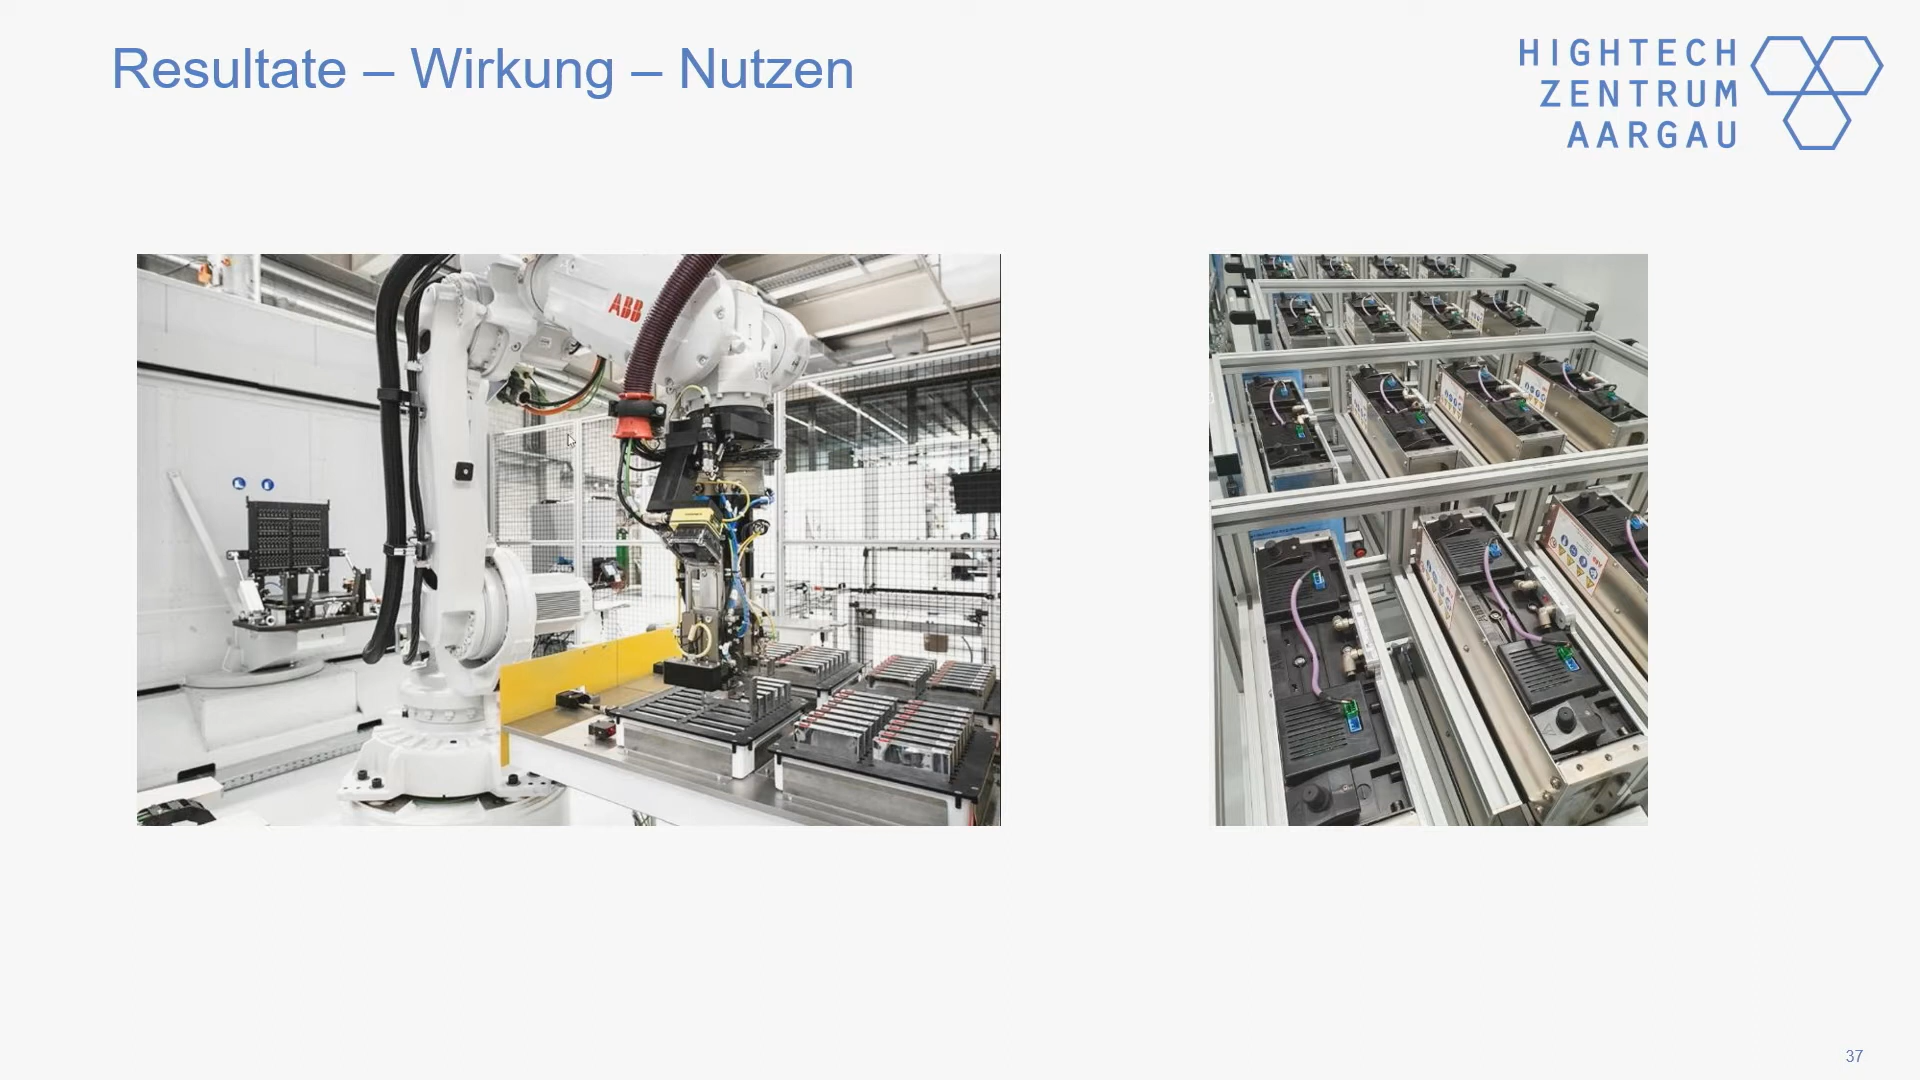 Resultate – Wirkung – Nutzen
HIGHTECH
ZENTRUM
AARGAU
ABB
37